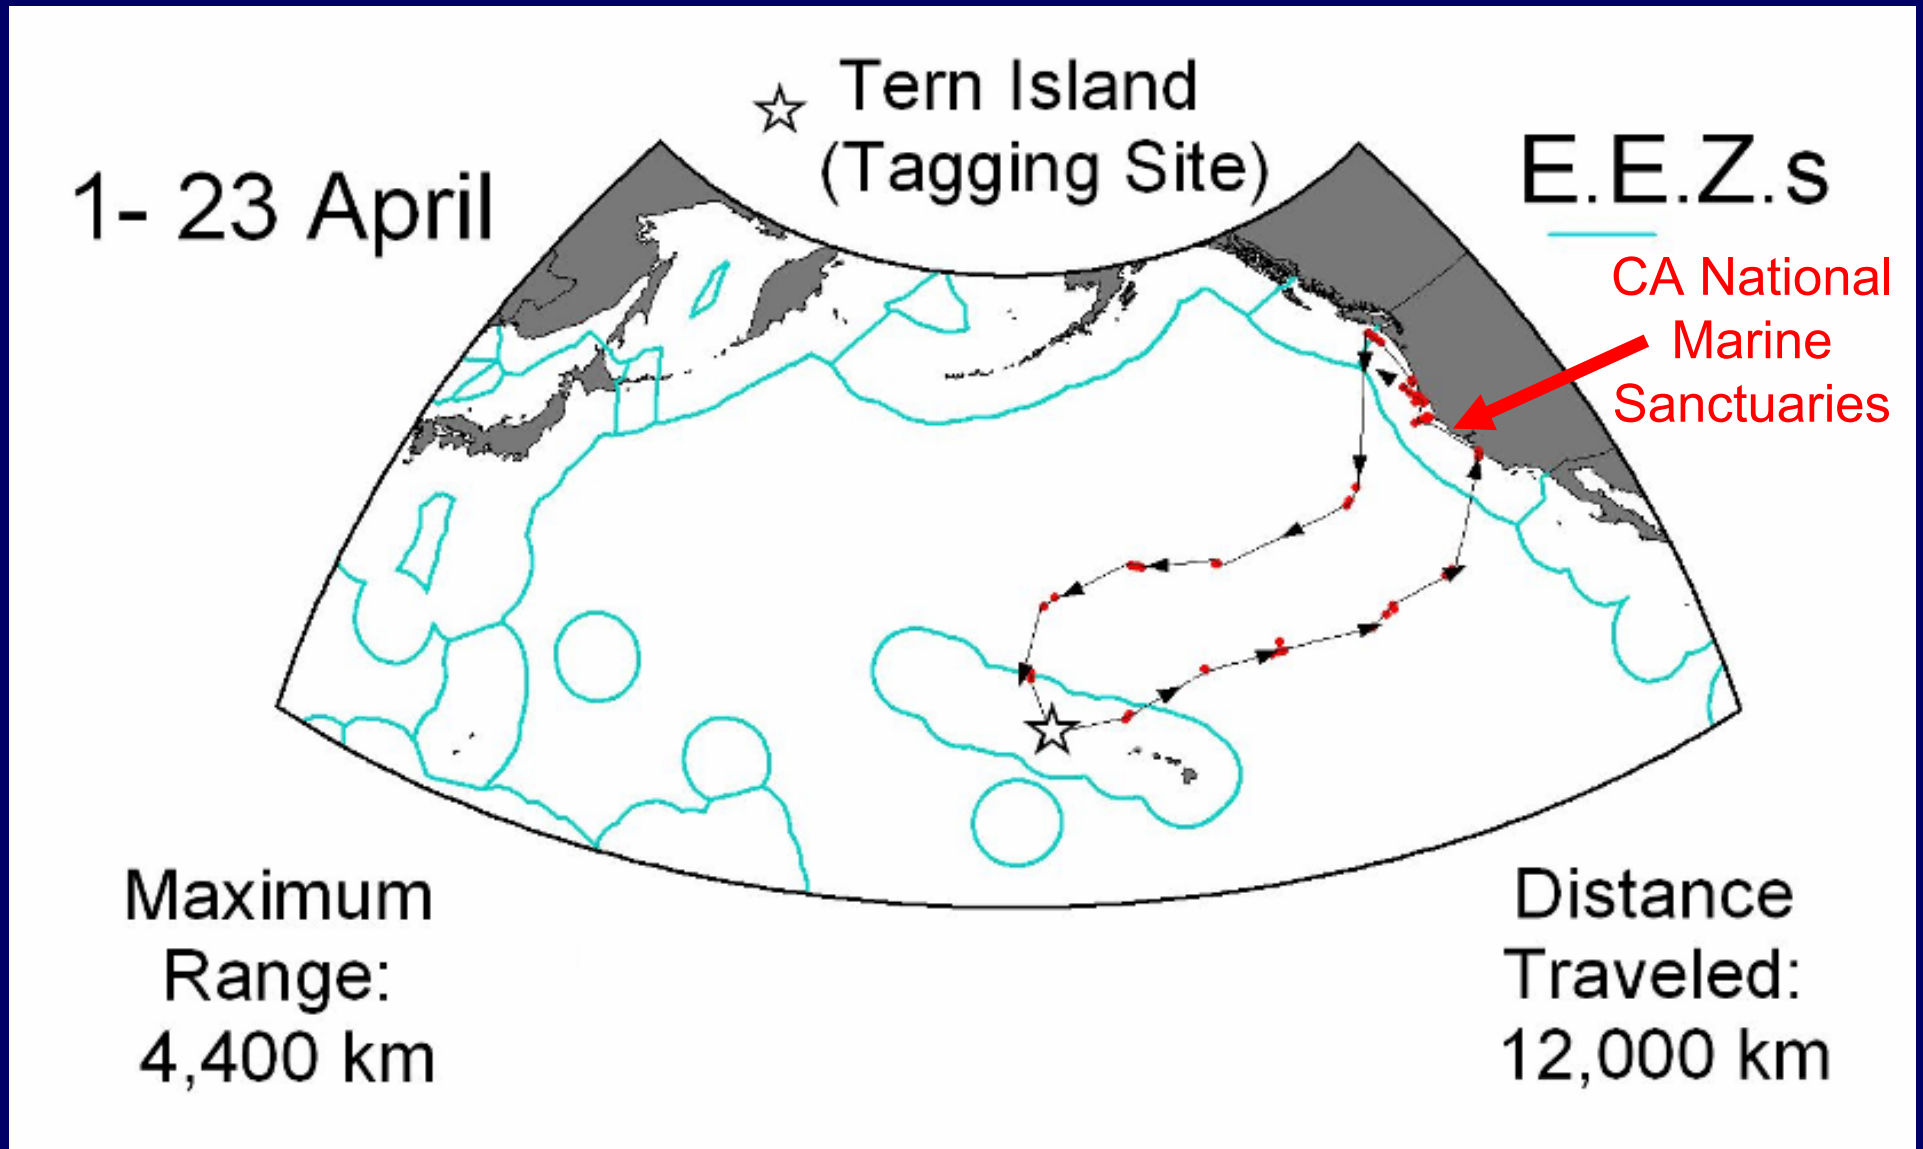 1- 23 April
Tern Island
(Tagging Site)
E.E.Z.s
CA National
Marine
Sanctuaries
Maximum
Range:
4,400 km
Distance
Traveled:
12,000 km